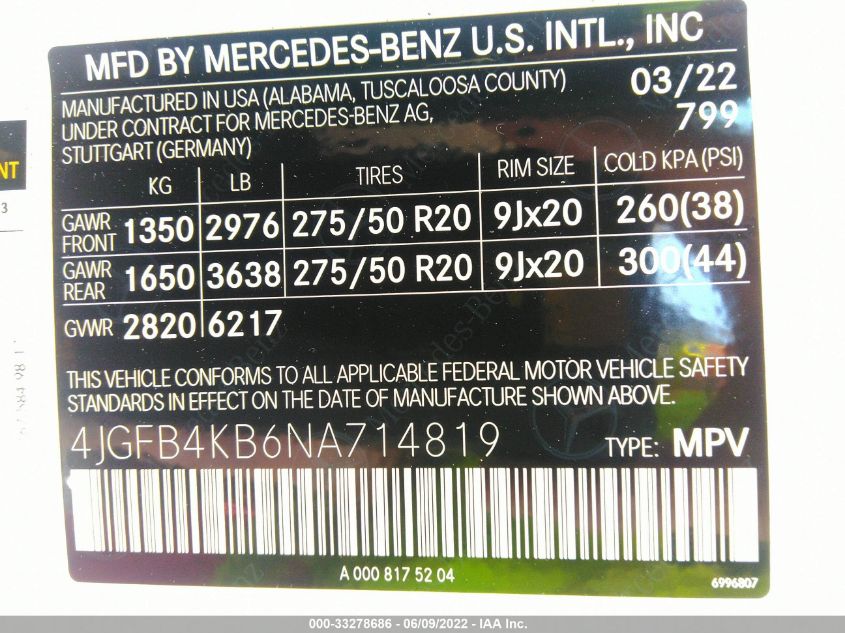 MFD BY MERCEDES-BENZ U.S. INTL., INC
MANUFACTURED IN USA (ALABAMA, TUSCALOOSA COUNTY) 03/22
UNDER CONTRACT FOR MERCEDES-BENZ AG, 799
STUTTGART (GERMANY)
KG LB TIRES RIM SIZE COLD KPA (PSI)
GAWR FRONT 1350 2976 275/50 R20 9Jx20 260(38)
GAWR REAR 1650 3638 275/50 R20 9Jx20 300(44)
GVWR 2820 6217
THIS VEHICLE CONFORMS TO ALL APPLICABLE FEDERAL MOTOR VEHICLE SAFETY
STANDARDS IN EFFECT ON THE DATE OF MANUFACTURE SHOWN ABOVE.
4JGFB4KB6NA714819 TYPE: MPV
A 000 817 52 04
6996807
NT
3
000-33278686 - 06/09/2022 - IAA Inc.